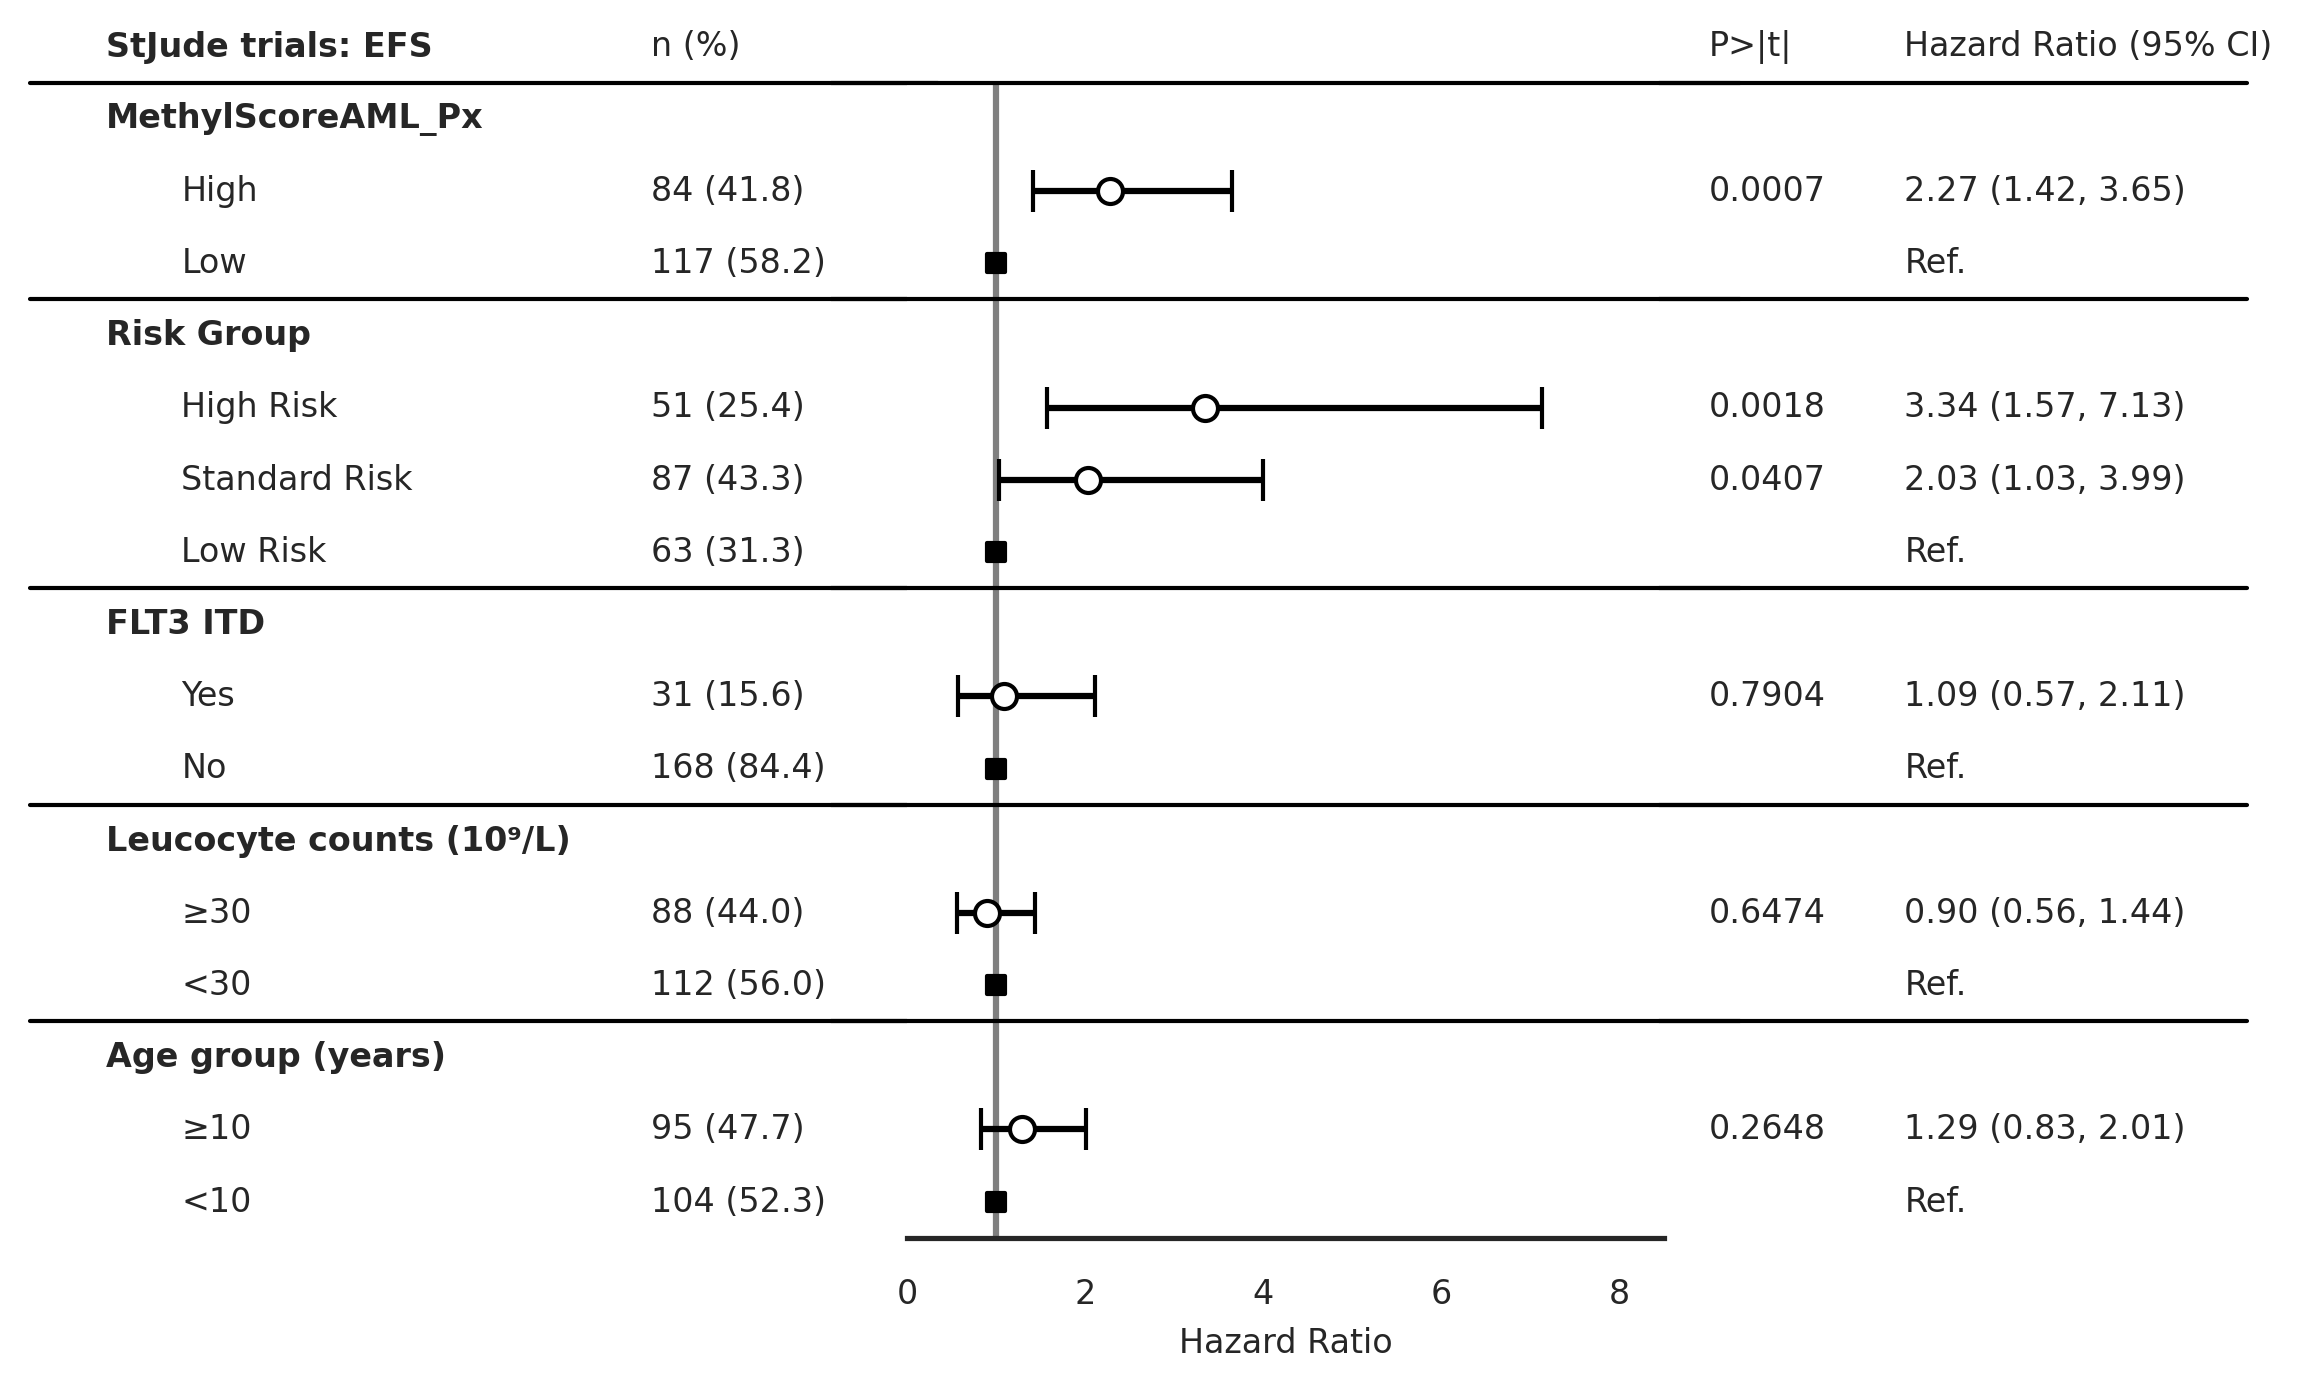 StJude trials: EFS n (%) P>|t| Hazard Ratio (95% CI)
MethylScoreAML_Px
High 84 (41.8) 0.0007 2.27 (1.42, 3.65)
Low 117 (58.2) Ref.
Risk Group
High Risk 51 (25.4) 0.0018 3.34 (1.57, 7.13)
Standard Risk 87 (43.3) 0.0407 2.03 (1.03, 3.99)
Low Risk 63 (31.3) Ref.
FLT3 ITD
Yes 31 (15.6) 0.7904 1.09 (0.57, 2.11)
No 168 (84.4) Ref.
Leucocyte counts (10⁹/L)
≥30 88 (44.0) 0.6474 0.90 (0.56, 1.44)
<30 112 (56.0) Ref.
Age group (years)
≥10 95 (47.7) 0.2648 1.29 (0.83, 2.01)
<10 104 (52.3) Ref.
0 2 4 6 8
Hazard Ratio